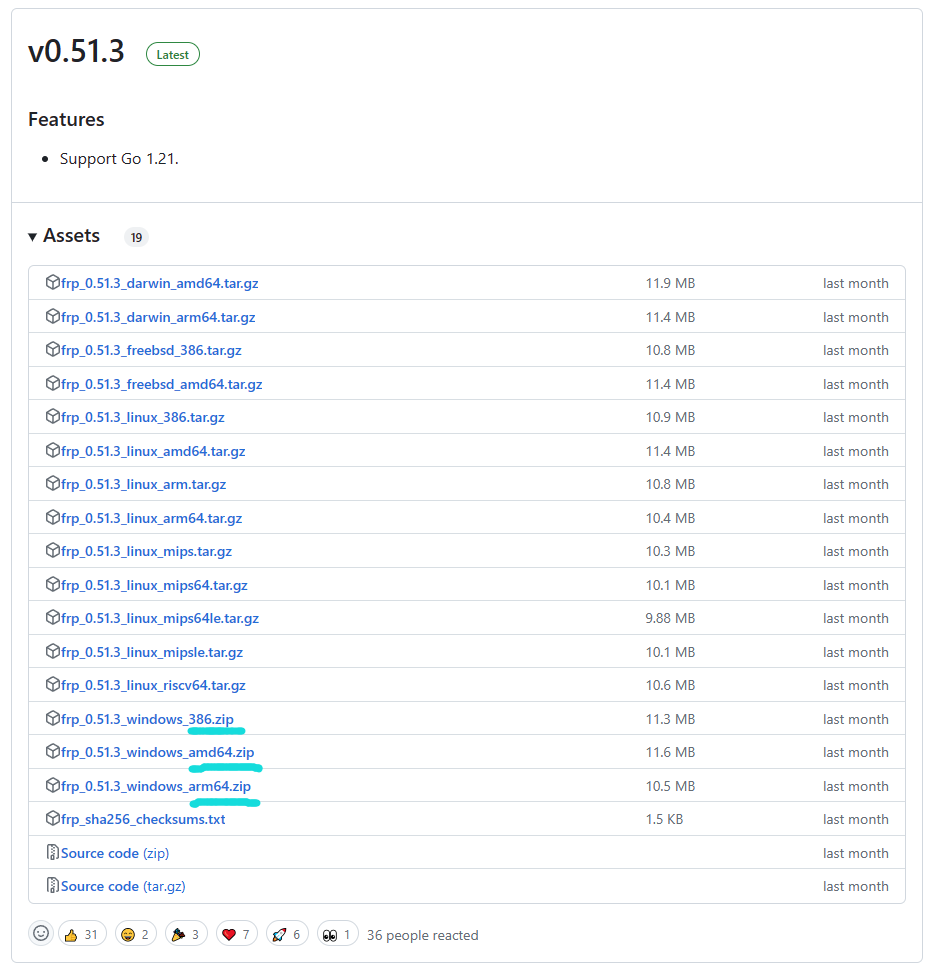 v0.51.3 Latest
Features
• Support Go 1.21.
▾ Assets 19
frp_0.51.3_darwin_amd64.tar.gz 11.9 MB last month
frp_0.51.3_darwin_arm64.tar.gz 11.4 MB last month
frp_0.51.3_freebsd_386.tar.gz 10.8 MB last month
frp_0.51.3_freebsd_amd64.tar.gz 11.4 MB last month
frp_0.51.3_linux_386.tar.gz 10.9 MB last month
frp_0.51.3_linux_amd64.tar.gz 11.4 MB last month
frp_0.51.3_linux_arm.tar.gz 10.8 MB last month
frp_0.51.3_linux_arm64.tar.gz 10.4 MB last month
frp_0.51.3_linux_mips.tar.gz 10.3 MB last month
frp_0.51.3_linux_mips64.tar.gz 10.1 MB last month
frp_0.51.3_linux_mips64le.tar.gz 9.88 MB last month
frp_0.51.3_linux_mipsle.tar.gz 10.1 MB last month
frp_0.51.3_linux_riscv64.tar.gz 10.6 MB last month
frp_0.51.3_windows_386.zip 11.3 MB last month
frp_0.51.3_windows_amd64.zip 11.6 MB last month
frp_0.51.3_windows_arm64.zip 10.5 MB last month
frp_sha256_checksums.txt 1.5 KB last month
Source code (zip) last month
Source code (tar.gz) last month
👍 31 😄 2 🎉 3 ❤️ 7 🚀 6 👀 1 36 people reacted